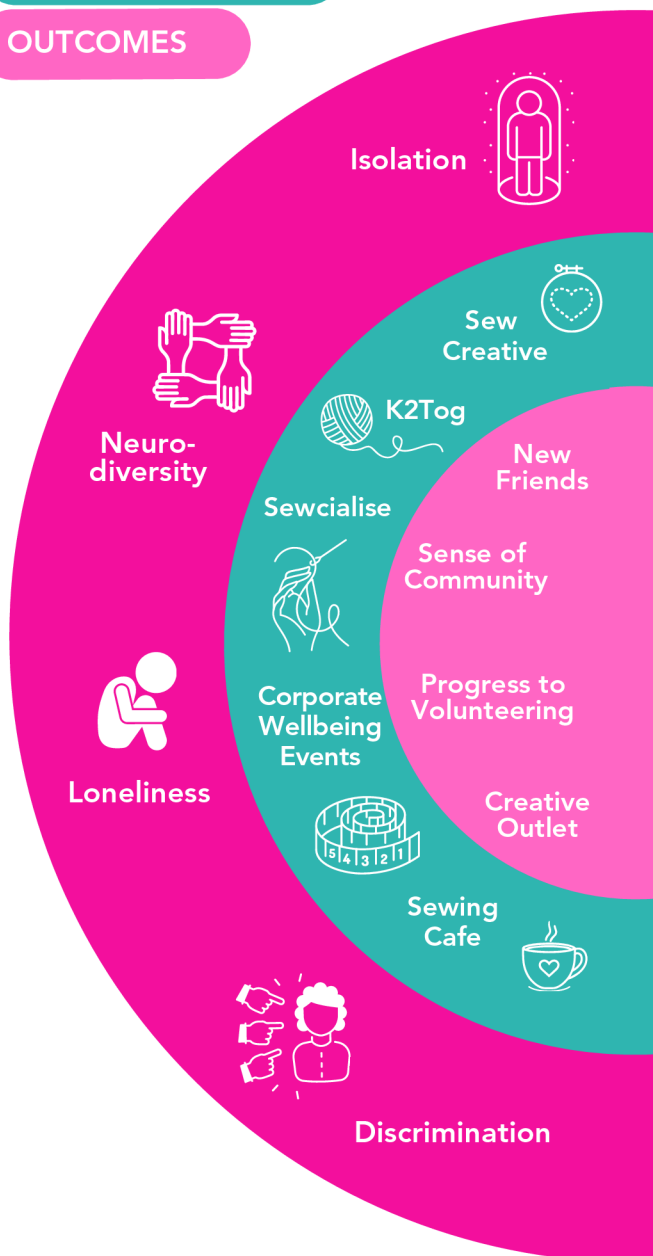 OUTCOMES
Isolation
Sew
Creative
K2Tog
New
Friends
Neuro-
diversity
Sewcialise
Sense of
Community
Corporate
Wellbeing
Events
Progress to
Volunteering
Loneliness
Creative
Outlet
5 4 3 2 1
Sewing
Cafe
Discrimination